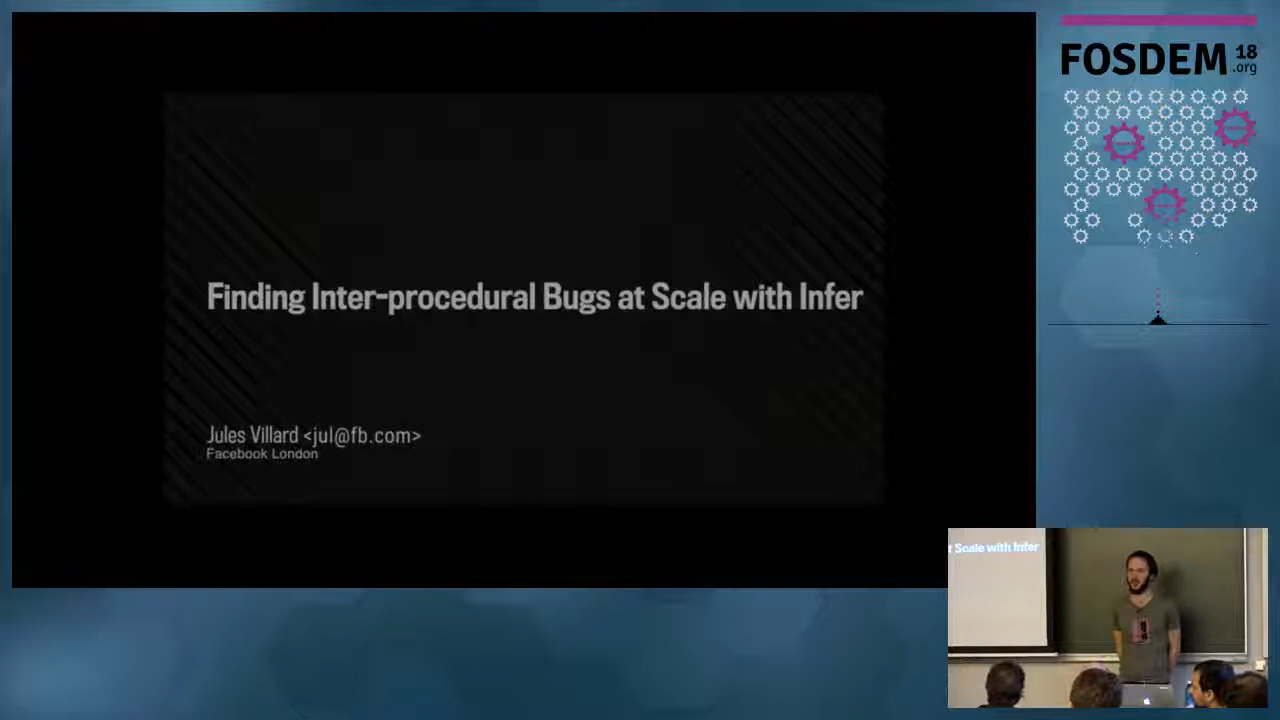 FOSDEM 18
.org
Finding Inter-procedural Bugs at Scale with Infer
Jules Villard <jul@fb.com>
Facebook London
Scale with Infer